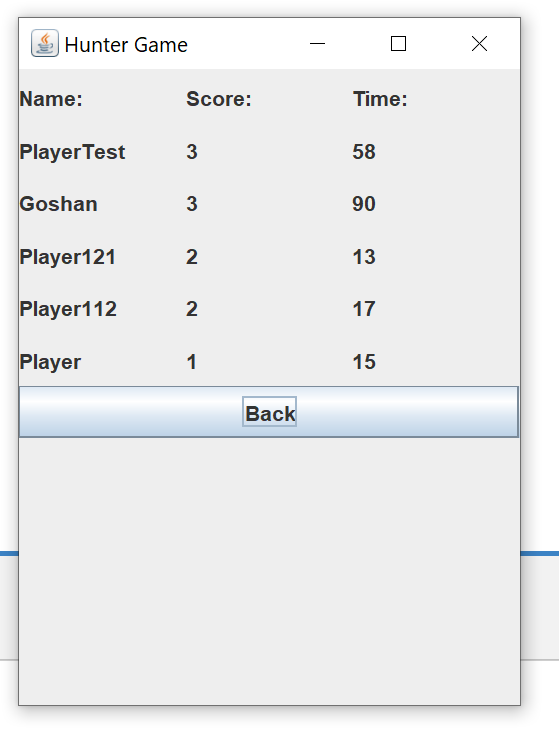 Hunter Game
Name: Score: Time:
PlayerTest 3 58
Goshan 3 90
Player121 2 13
Player112 2 17
Player 1 15
Back